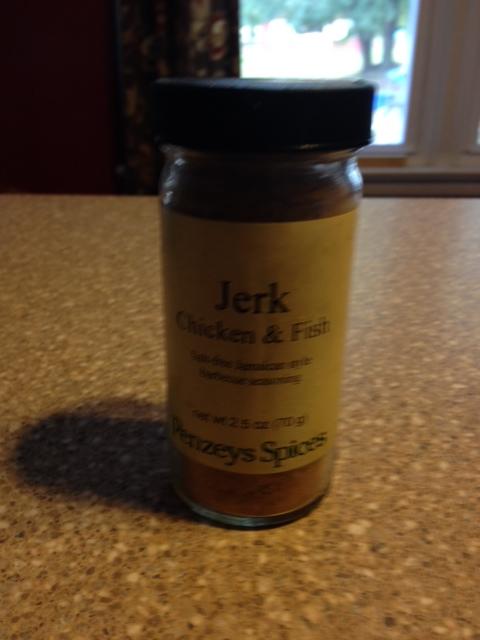 Jerk
Chicken & Fish
Salt-free Jamaican style
Barbecue seasoning
net wt 2.5 oz (70 g)
Penzeys Spices